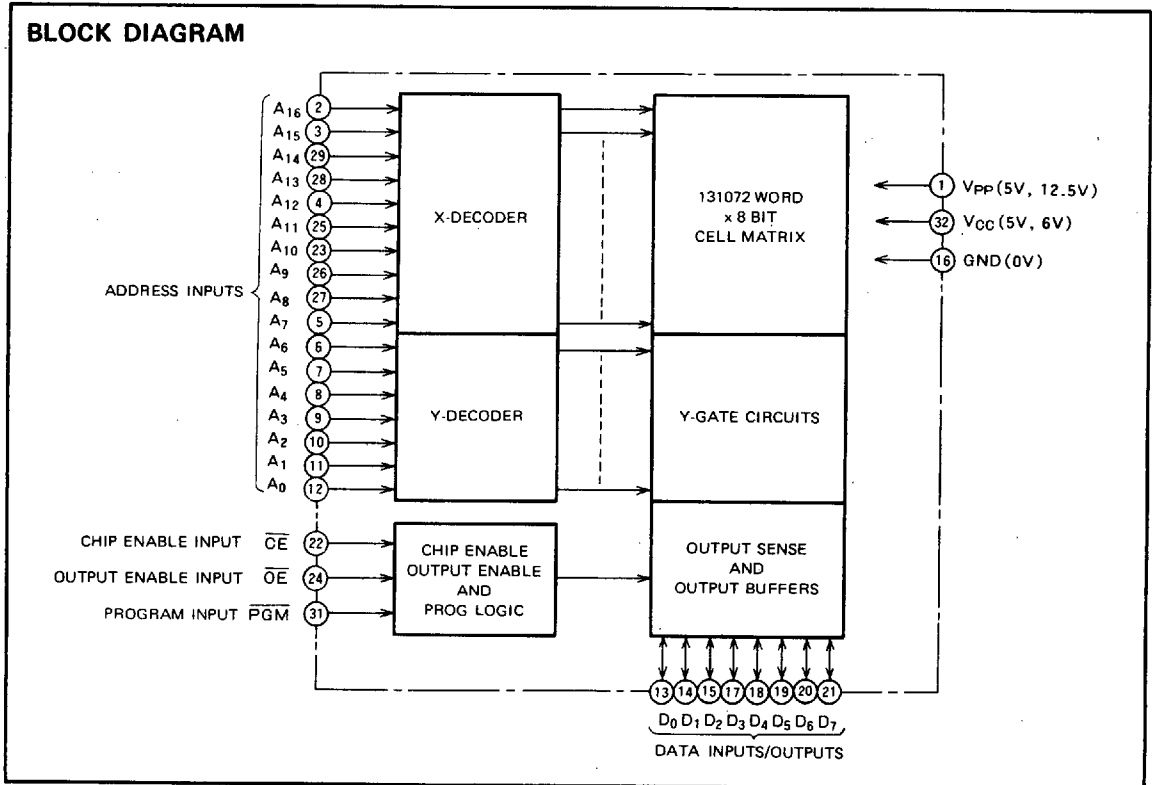 BLOCK DIAGRAM
ADDRESS INPUTS
A16 2
A15 3
A14 29
A13 28
A12 4
A11 25
A10 23
A9 26
A8 27
A7 5
A6 6
A5 7
A4 8
A3 9
A2 10
A1 11
A0 12
CHIP ENABLE INPUT C̅E̅ 22
OUTPUT ENABLE INPUT O̅E̅ 24
PROGRAM INPUT P̅G̅M̅ 31
X-DECODER
Y-DECODER
CHIP ENABLE
OUTPUT ENABLE
AND
PROG LOGIC
131072 WORD
x 8 BIT
CELL MATRIX
Y-GATE CIRCUITS
OUTPUT SENSE
AND
OUTPUT BUFFERS
1 VPP (5V, 12.5V)
32 VCC (5V, 6V)
16 GND (0V)
13 14 15 17 18 19 20 21
D0 D1 D2 D3 D4 D5 D6 D7
DATA INPUTS/OUTPUTS